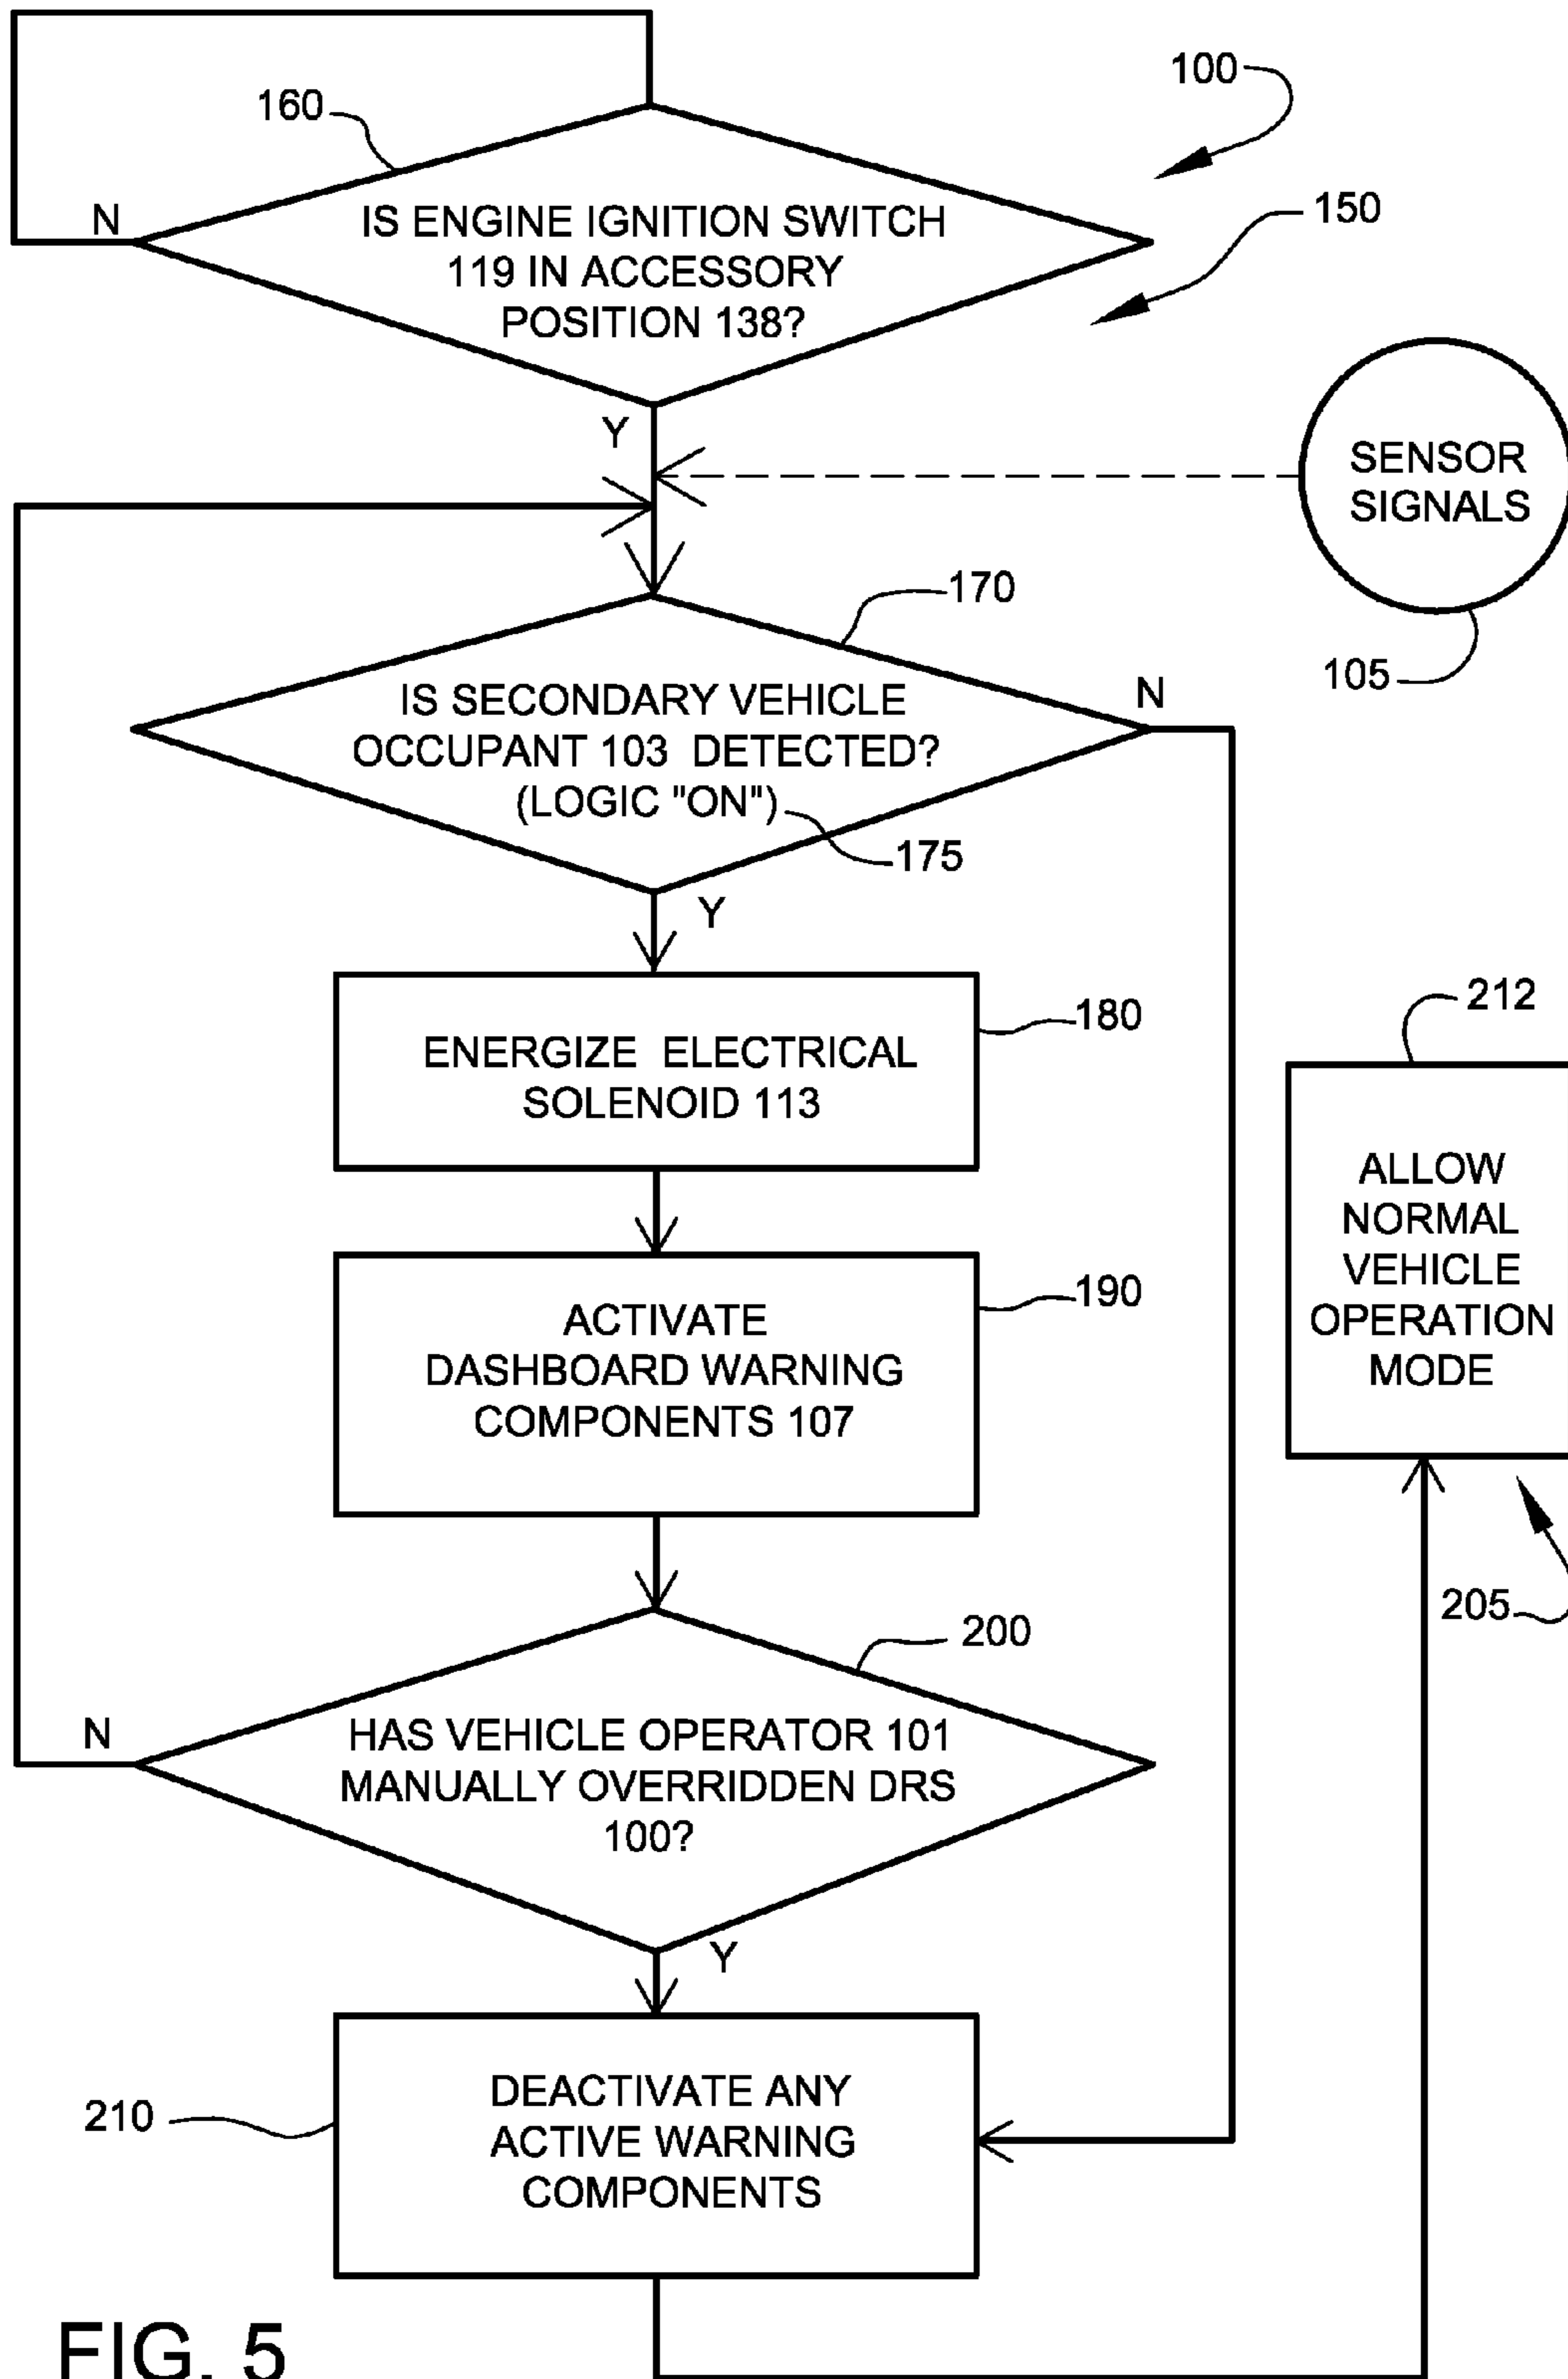 100
160
150
N
IS ENGINE IGNITION SWITCH
119 IN ACCESSORY
POSITION 138?
Y
SENSOR
SIGNALS
105
170
N
IS SECONDARY VEHICLE
OCCUPANT 103 DETECTED?
(LOGIC "ON")
175
Y
180
ENERGIZE ELECTRICAL
SOLENOID 113
212
ALLOW
NORMAL
VEHICLE
OPERATION
MODE
190
ACTIVATE
DASHBOARD WARNING
COMPONENTS 107
205
200
N
HAS VEHICLE OPERATOR 101
MANUALLY OVERRIDDEN DRS
100?
Y
210
DEACTIVATE ANY
ACTIVE WARNING
COMPONENTS
FIG. 5